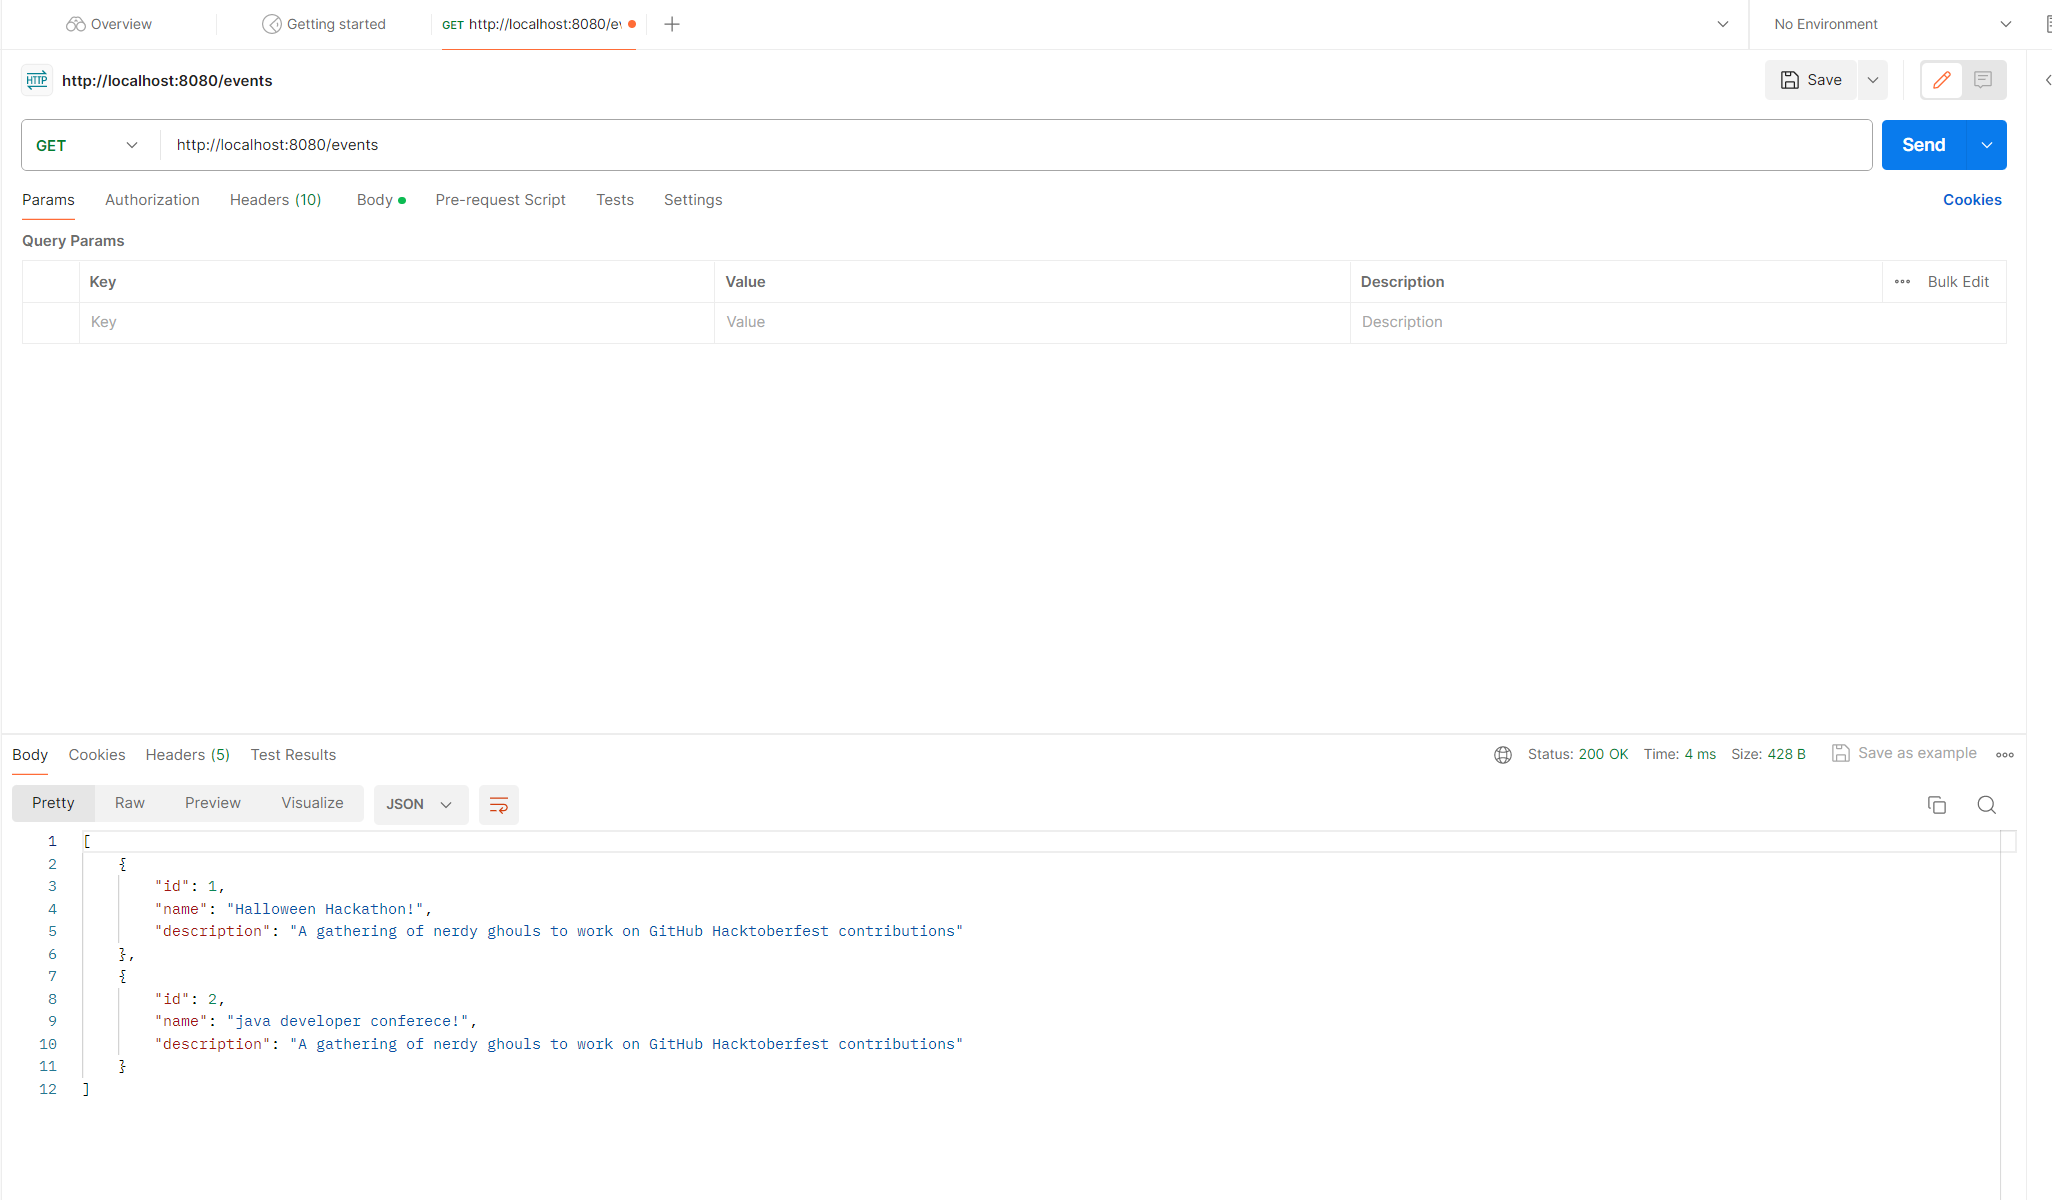 Overview
Getting started
GET http://localhost:8080/e
No Environment
HTTP http://localhost:8080/events
Save
GET http://localhost:8080/events
Send
Params Authorization Headers (10) Body Pre-request Script Tests Settings Cookies
Query Params
Key Value Description Bulk Edit
Key Value Description
Body Cookies Headers (5) Test Results Status: 200 OK Time: 4 ms Size: 428 B Save as example
Pretty Raw Preview Visualize JSON
1 [
2 {
3 "id": 1,
4 "name": "Halloween Hackathon!",
5 "description": "A gathering of nerdy ghouls to work on GitHub Hacktoberfest contributions"
6 },
7 {
8 "id": 2,
9 "name": "java developer conferece!",
10 "description": "A gathering of nerdy ghouls to work on GitHub Hacktoberfest contributions"
11 }
12 ]